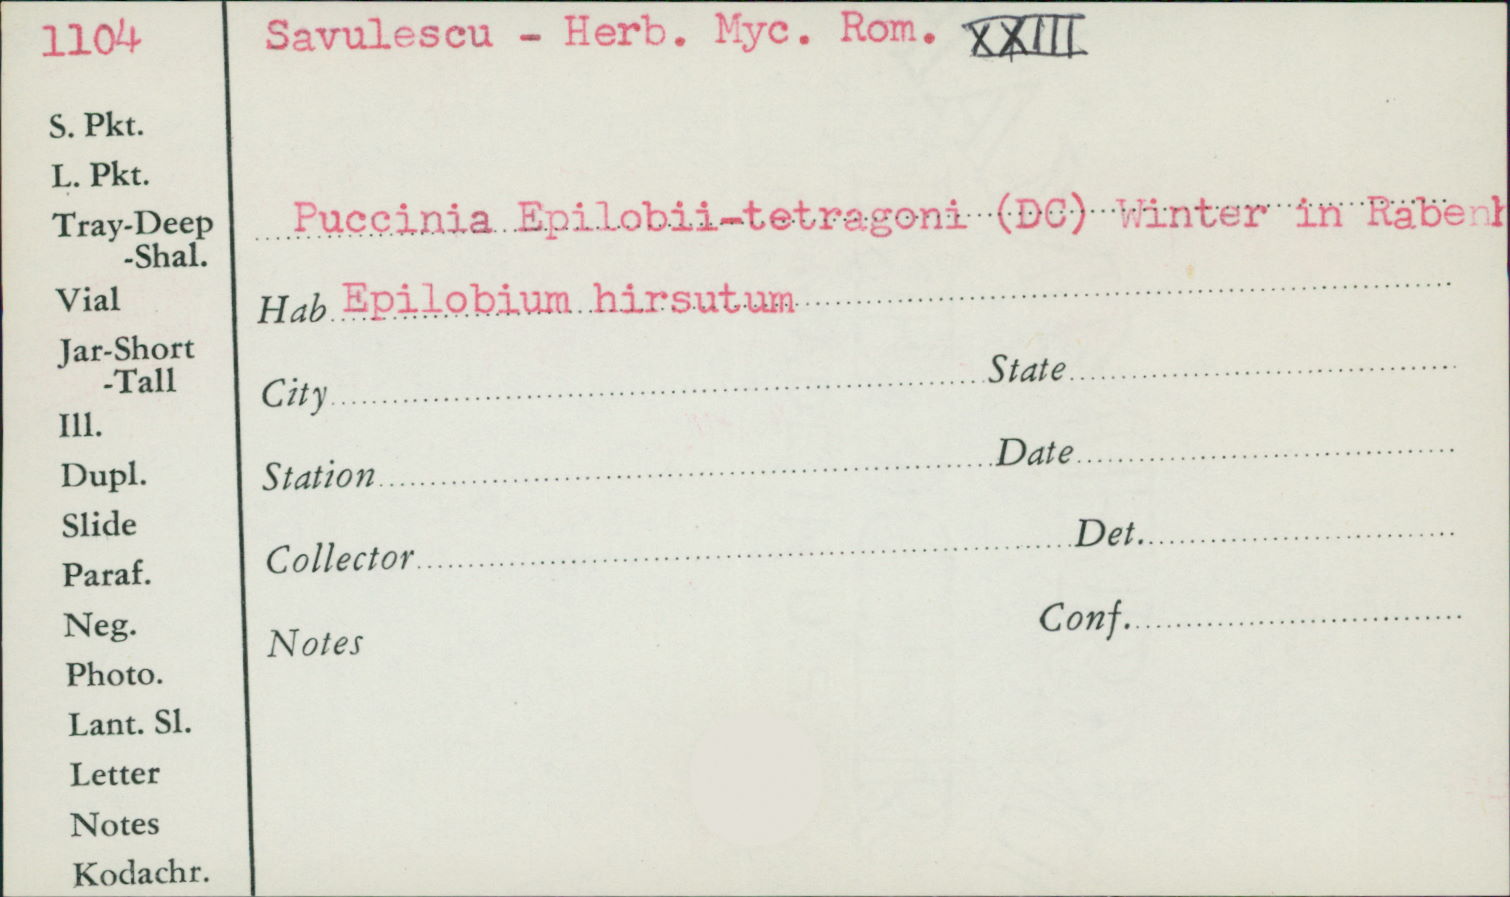 1104
Savulescu - Herb. Myc. Rom. XXIII
S. Pkt.
L. Pkt.
Tray-Deep
-Shal.
Vial
Jar-Short
-Tall
Ill.
Dupl.
Slide
Paraf.
Neg.
Photo.
Lant. Sl.
Letter
Notes
Kodachr.
Puccinia Epilobii-tetragoni (DC) Winter in Rabenh
Hab Epilobium hirsutum
City State
Station Date
Collector Det.
Conf.
Notes